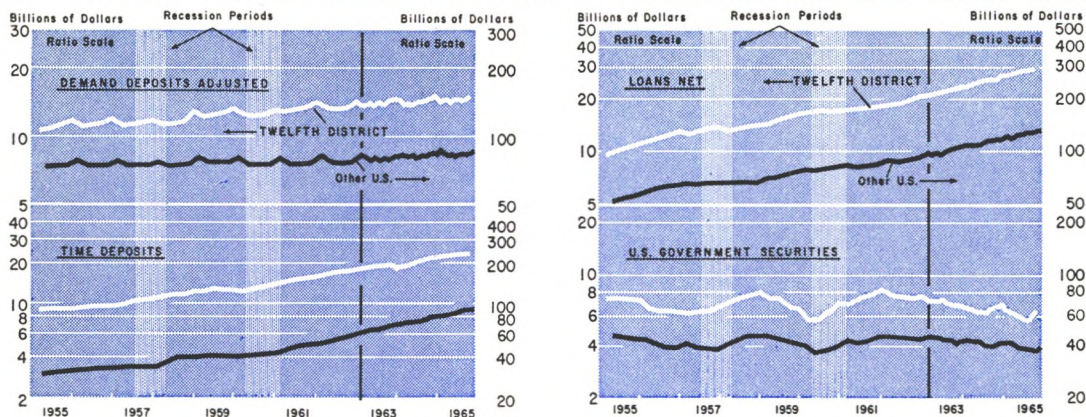 Billions of Dollars Recession Periods Billions of Dollars
30 Ratio Scale Ratio Scale 300
20 200
DEMAND DEPOSITS ADJUSTED
TWELFTH DISTRICT
10 100
Other U.S.
5 50
40 400
30 300
TIME DEPOSITS
20 200
10 100
8 80
6 60
4 40
2 20
1955 1957 1959 1961 1963 1965
Billions of Dollars Recession Periods Billions of Dollars
50 Ratio Scale Ratio Scale 500
40 400
30 300
LOANS NET
TWELFTH DISTRICT
20 200
10 100
Other U.S.
5 50
20 200
U.S. GOVERNMENT SECURITIES
10 100
8 80
6 60
4 40
2 20
1955 1957 1959 1961 1963 1965